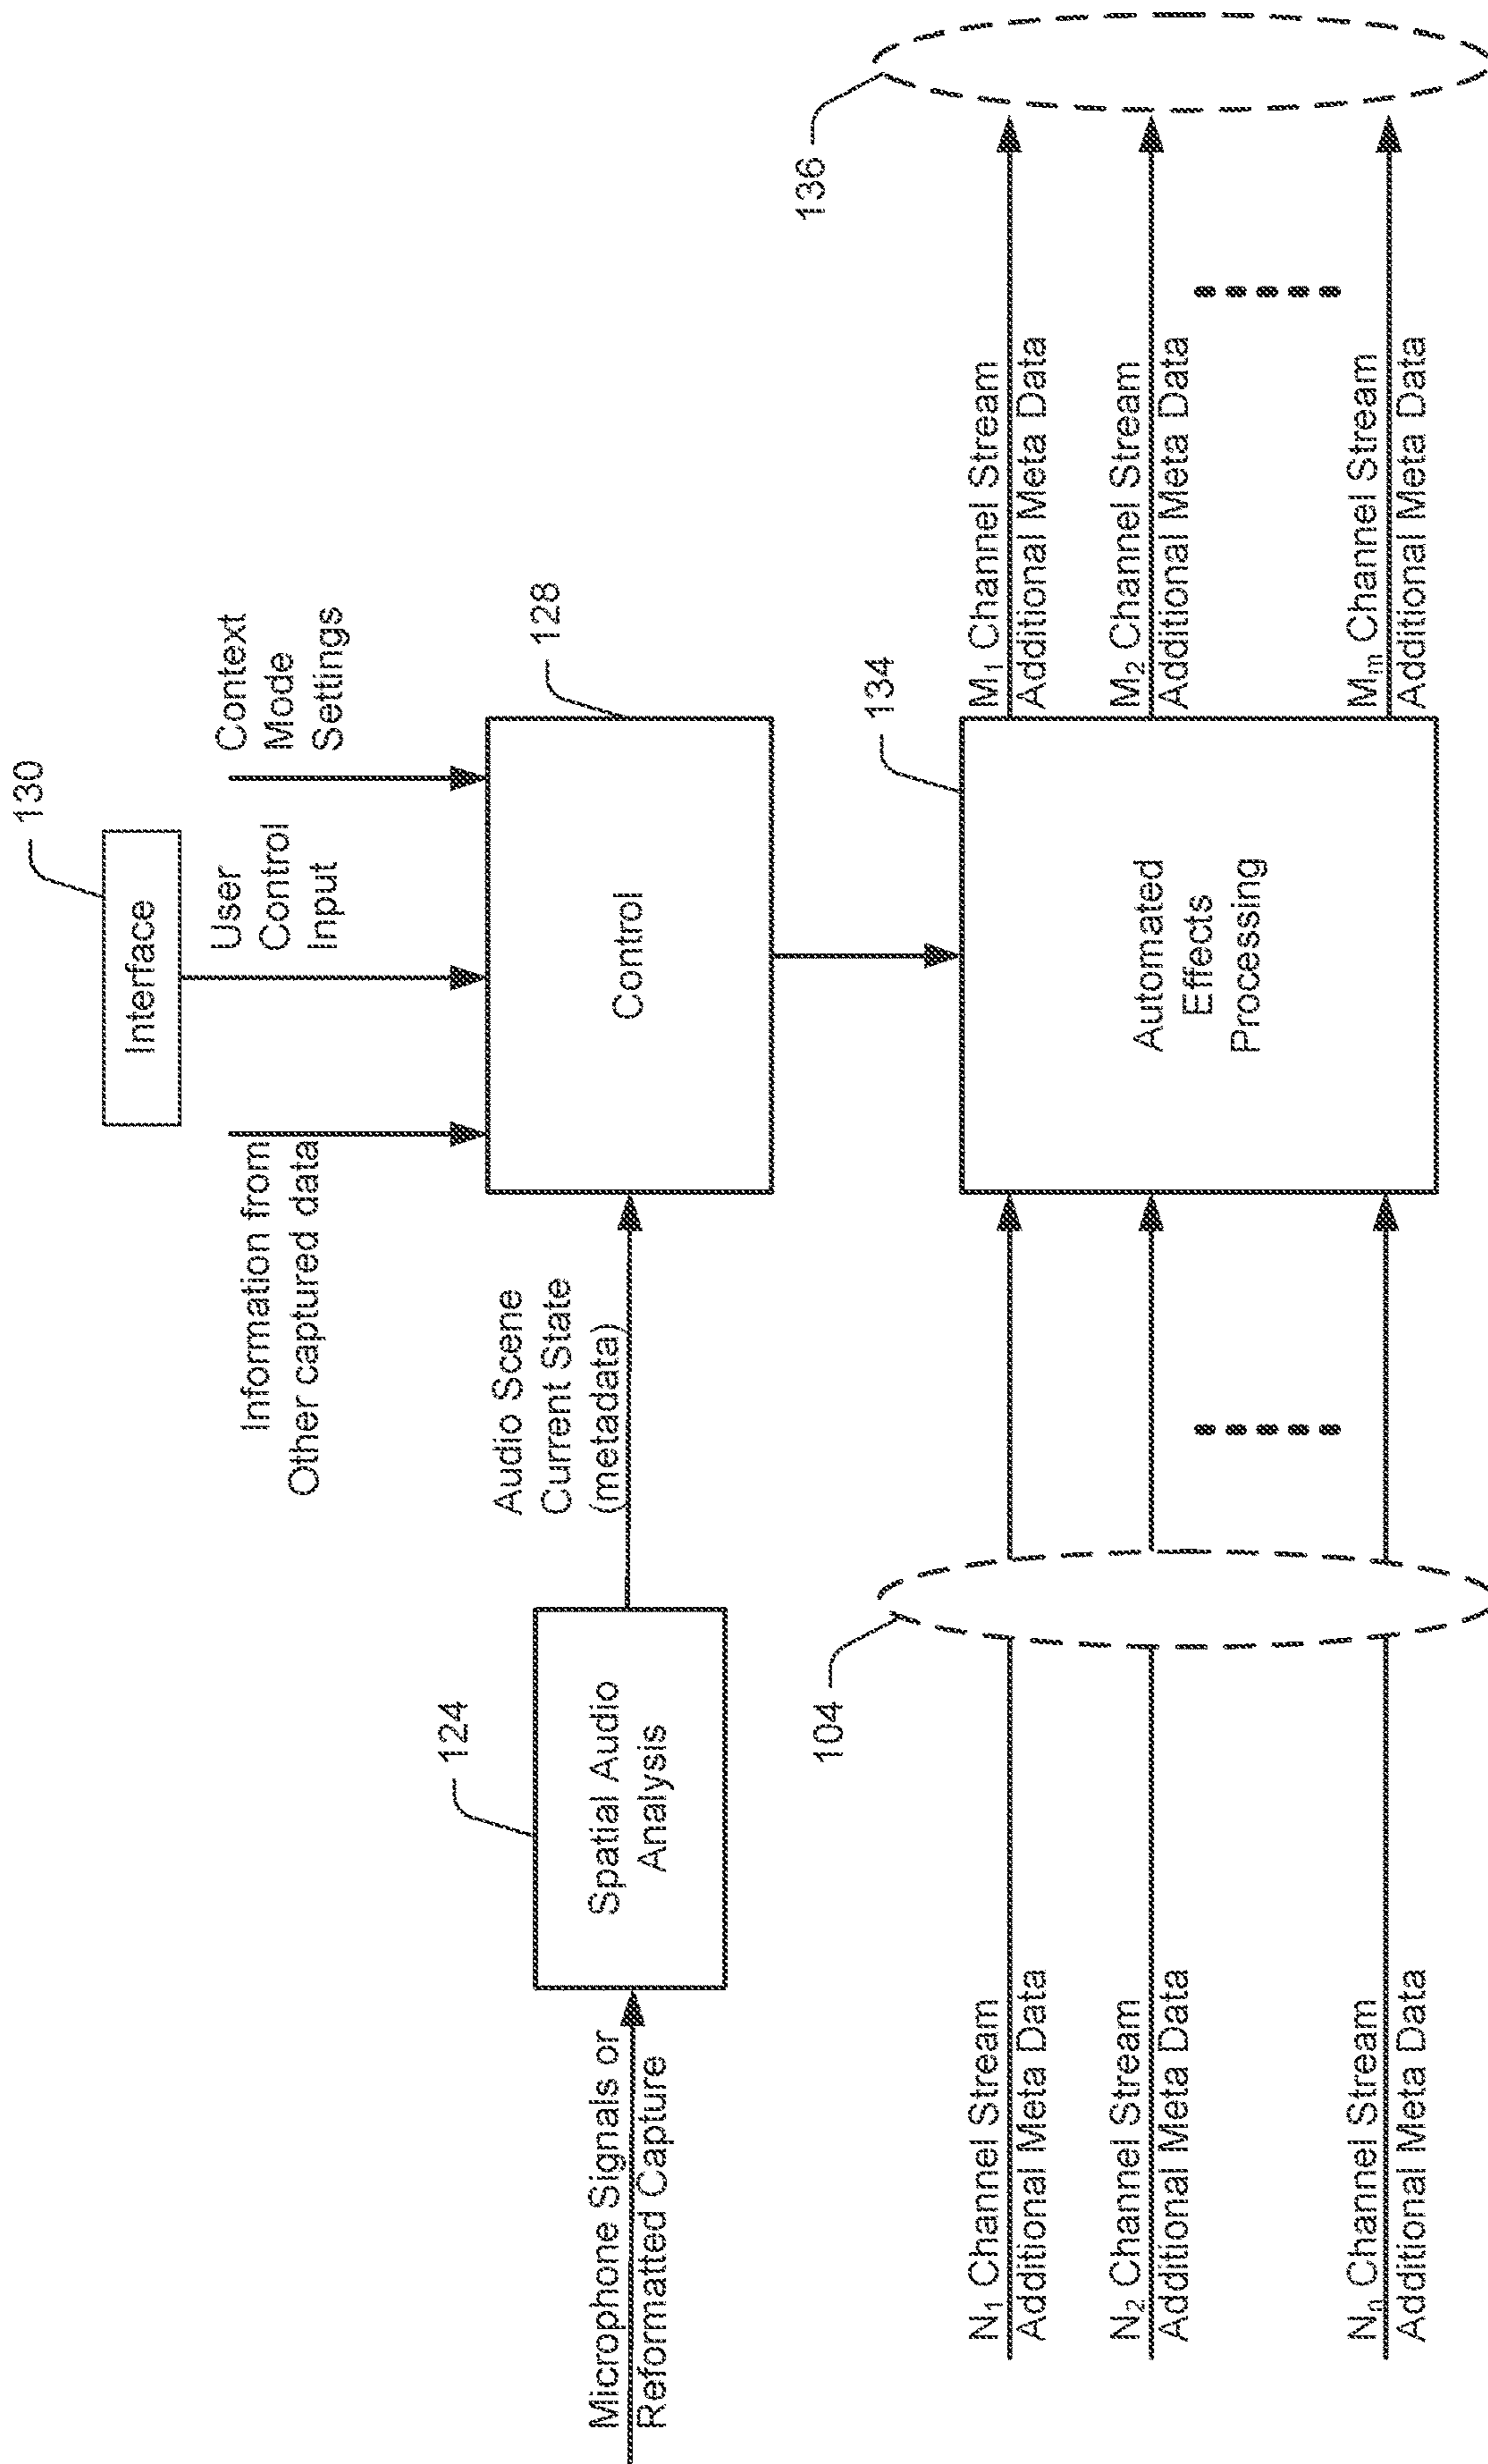 130
Interface
Information from
Other captured data
User
Control
Input
Context
Mode
Settings
128
Control
Audio Scene
Current State
(metadata)
124
Spatial Audio
Analysis
Microphone Signals or
Reformatted Capture
134
Automated
Effects
Processing
104
N₁ Channel Stream
Additional Meta Data
N₂ Channel Stream
Additional Meta Data
Nₙ Channel Stream
Additional Meta Data
136
M₁ Channel Stream
Additional Meta Data
M₂ Channel Stream
Additional Meta Data
Mₘ Channel Stream
Additional Meta Data